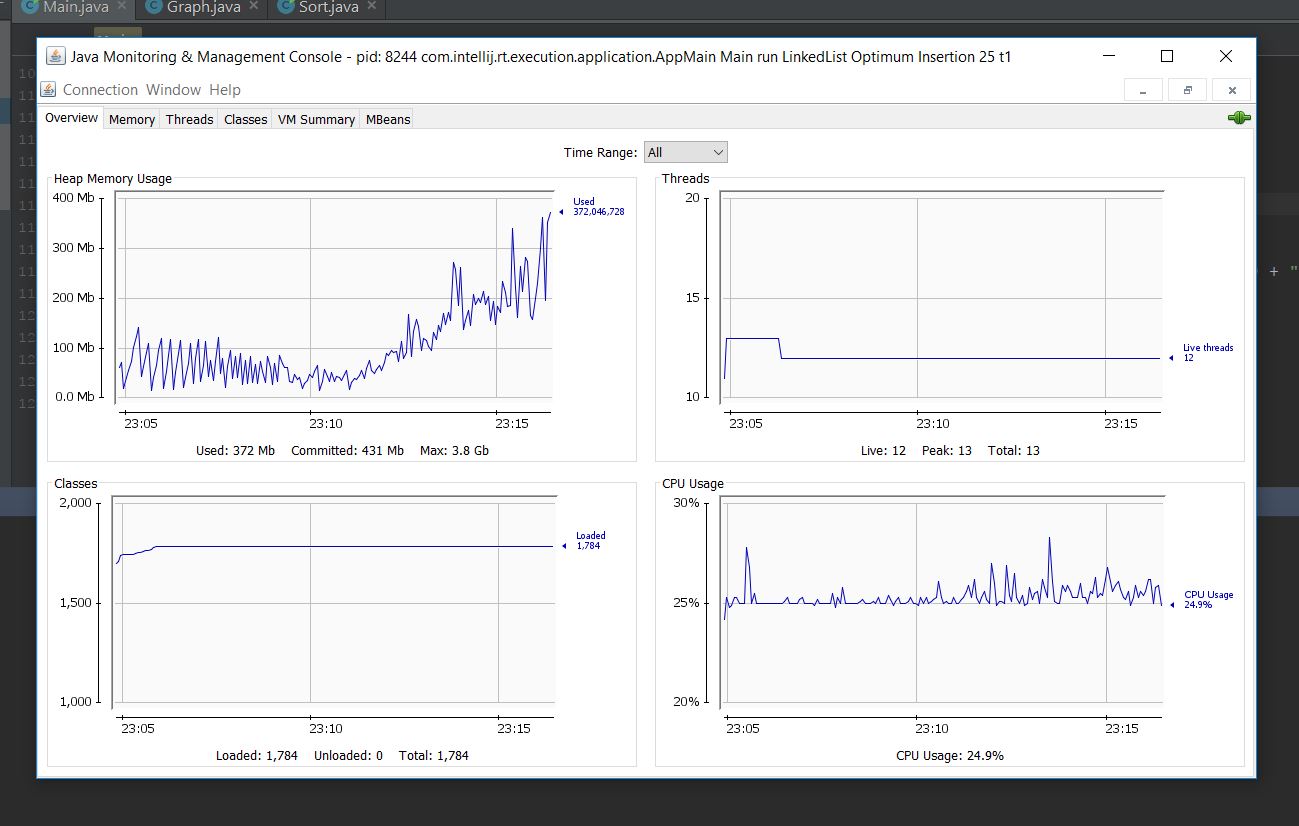 Main.java Graph.java Sort.java
Java Monitoring & Management Console - pid: 8244 com.intellij.rt.execution.application.AppMain Main run LinkedList Optimum Insertion 25 t1
Connection Window Help
Overview Memory Threads Classes VM Summary MBeans
Time Range: All
Heap Memory Usage
400 Mb
300 Mb
200 Mb
100 Mb
0.0 Mb
Used
372,046,728
23:05 23:10 23:15
Used: 372 Mb Committed: 431 Mb Max: 3.8 Gb
Threads
20
15
10
Live threads
12
23:05 23:10 23:15
Live: 12 Peak: 13 Total: 13
Classes
2,000
1,500
1,000
Loaded
1,784
23:05 23:10 23:15
Loaded: 1,784 Unloaded: 0 Total: 1,784
CPU Usage
30%
25%
20%
CPU Usage
24.9%
23:05 23:10 23:15
CPU Usage: 24.9%
+ "